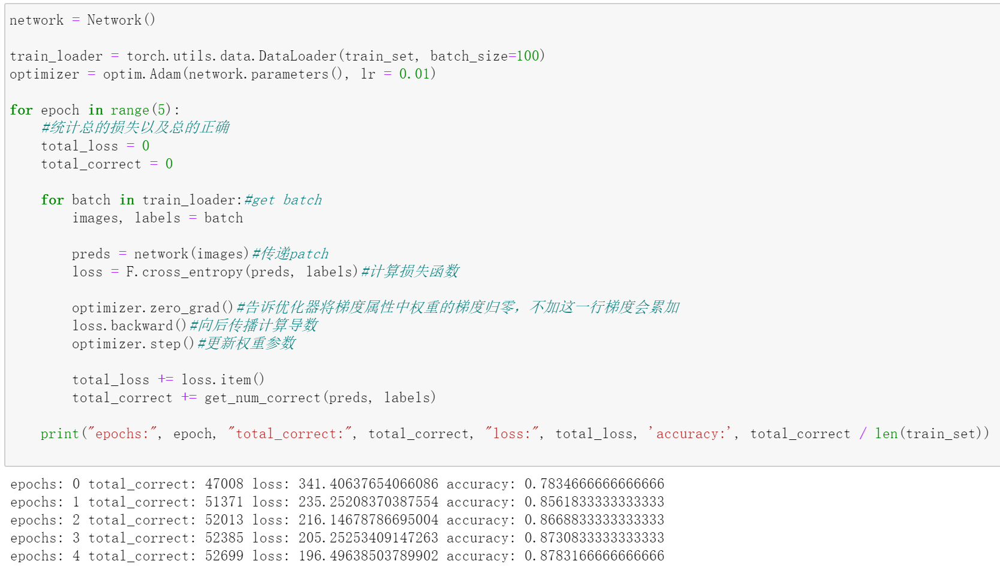 network = Network()
train_loader = torch.utils.data.DataLoader(train_set, batch_size=100)
optimizer = optim.Adam(network.parameters(), lr = 0.01)
for epoch in range(5):
    #统计总的损失以及总的正确
    total_loss = 0
    total_correct = 0
    for batch in train_loader:#get batch
        images, labels = batch
        preds = network(images)#传递patch
        loss = F.cross_entropy(preds, labels)#计算损失函数
        optimizer.zero_grad()#告诉优化器将梯度属性中权重的梯度归零，不加这一行梯度会累加
        loss.backward()#向后传播计算导数
        optimizer.step()#更新权重参数
        total_loss += loss.item()
        total_correct += get_num_correct(preds, labels)
    print("epochs:", epoch, "total_correct:", total_correct, "loss:", total_loss, 'accuracy:', total_correct / len(train_set))
epochs: 0 total_correct: 47008 loss: 341.40637654066086 accuracy: 0.7834666666666666
epochs: 1 total_correct: 51371 loss: 235.25208370387554 accuracy: 0.8561833333333333
epochs: 2 total_correct: 52013 loss: 216.14678786695004 accuracy: 0.8668833333333333
epochs: 3 total_correct: 52385 loss: 205.25253409147263 accuracy: 0.8730833333333333
epochs: 4 total_correct: 52699 loss: 196.49638503789902 accuracy: 0.8783166666666666